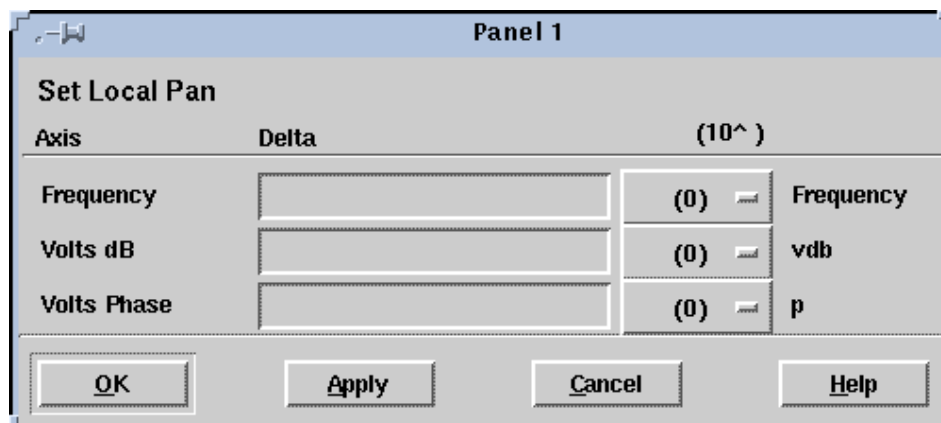 Panel 1
Set Local Pan
Axis Delta (10^ )
Frequency (0) Frequency
Volts dB (0) vdb
Volts Phase (0) p
OK Apply Cancel Help